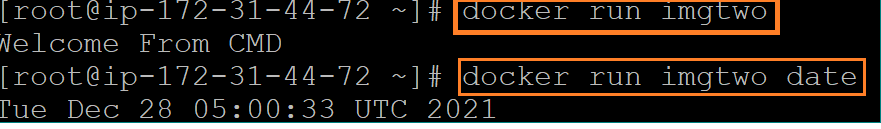 [root@ip-172-31-44-72 ~]# docker run imgtwo
Welcome From CMD
[root@ip-172-31-44-72 ~]# docker run imgtwo date
Tue Dec 28 05:00:33 UTC 2021